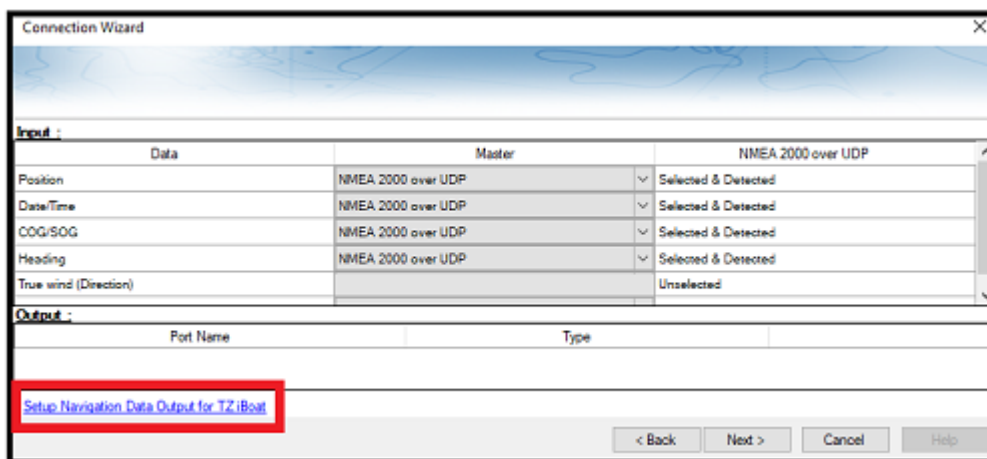 Connection Wizard
Input :
Data Master NMEA 2000 over UDP
Position NMEA 2000 over UDP Selected & Detected
Date/Time NMEA 2000 over UDP Selected & Detected
COG/SOG NMEA 2000 over UDP Selected & Detected
Heading NMEA 2000 over UDP Selected & Detected
True wind (Direction) Unselected
Output :
Port Name Type
Setup Navigation Data Output for TZ iBoat
< Back Next > Cancel Help